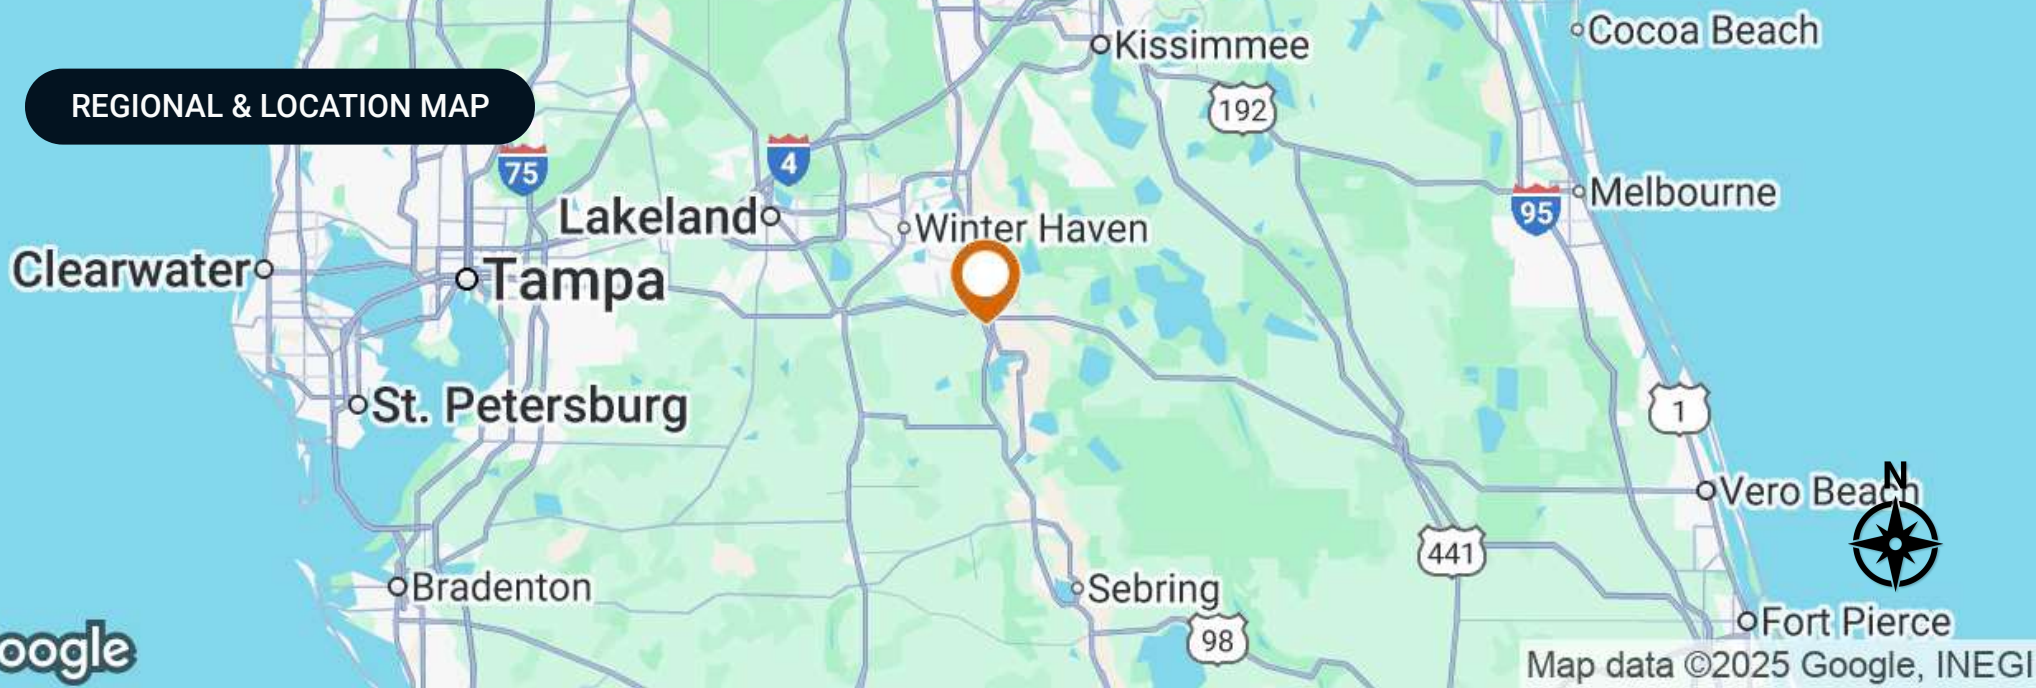 Kissimmee
Cocoa Beach
REGIONAL & LOCATION MAP
192
75
4
Lakeland
Winter Haven
95
Melbourne
Clearwater
Tampa
St. Petersburg
1
N
Vero Beach
441
Bradenton
Sebring
98
Fort Pierce
oogle
Map data ©2025 Google, INEGI